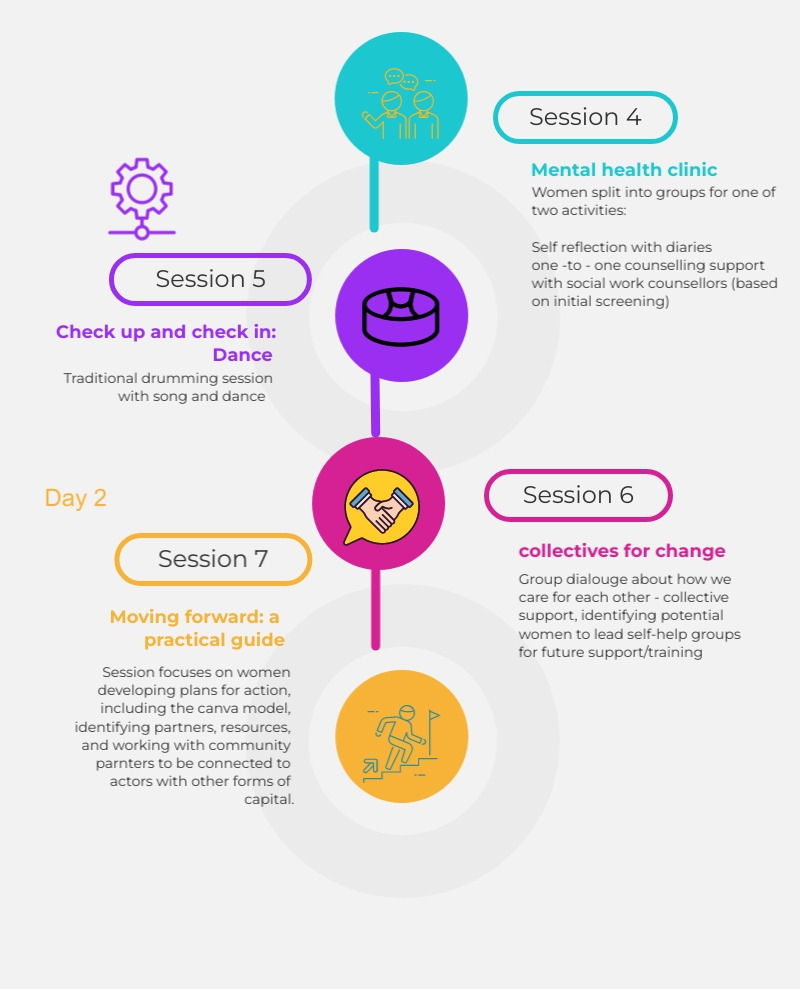 Session 4
Mental health clinic
Women split into groups for one of
two activities:
Self reflection with diaries
one -to - one counselling support
with social work counsellors (based
on initial screening)
Session 5
Check up and check in:
Dance
Traditional drumming session
with song and dance
Day 2
Session 6
collectives for change
Group dialouge about how we
care for each other - collective
support, identifying potential
women to lead self-help groups
for future support/training
Session 7
Moving forward: a
practical guide
Session focuses on women
developing plans for action,
including the canva model,
identifying partners, resources,
and working with community
parnters to be connected to
actors with other forms of
capital.